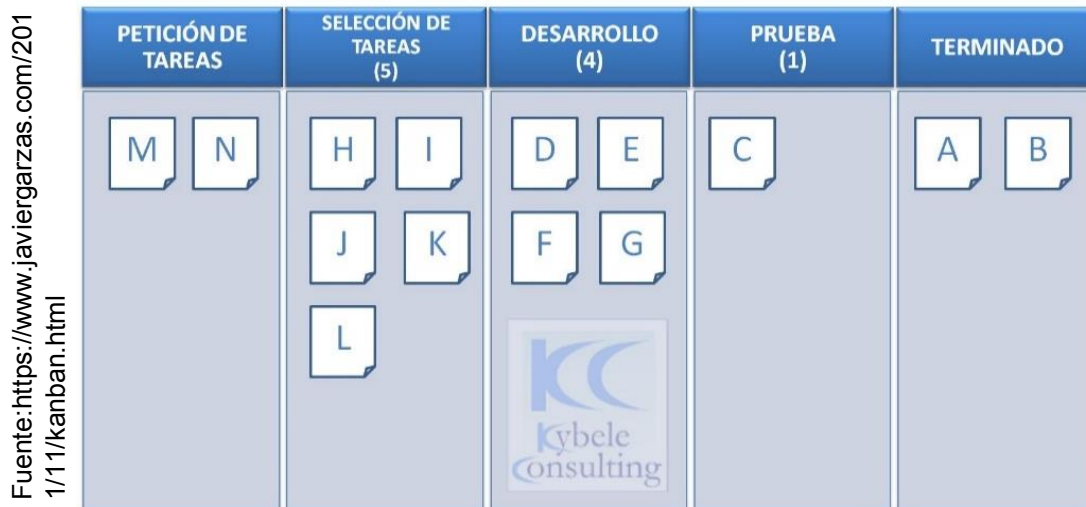 Fuente:https://www.javiergarzas.com/201
1/11/kanban.html
PETICIÓN DE
TAREAS
SELECCIÓN DE
TAREAS
(5)
DESARROLLO
(4)
PRUEBA
(1)
TERMINADO
M N
H I
J K
L
D E
F G
C
A B
KC
Kybele
Consulting